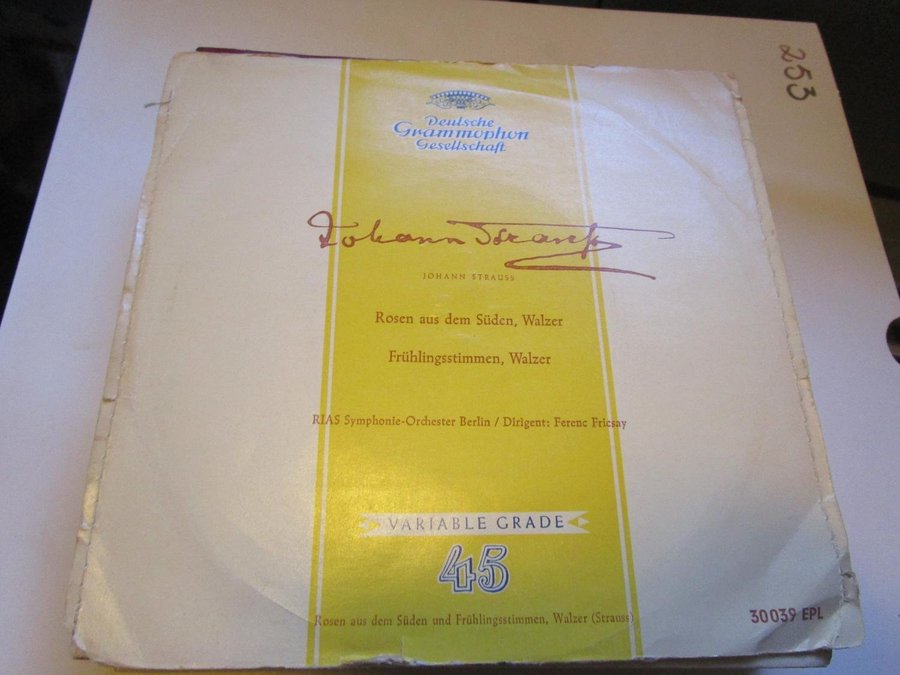 253
Deutsche
Grammophon
Gesellschaft
Johann Strauss
JOHANN STRAUSS
Rosen aus dem Süden, Walzer
Frühlingsstimmen, Walzer
RIAS Symphonie-Orchester Berlin / Dirigent: Ferenc Fricsay
VARIABLE GRADE
45
Rosen aus dem Süden und Frühlingsstimmen, Walzer (Strauss)
30039 EPL